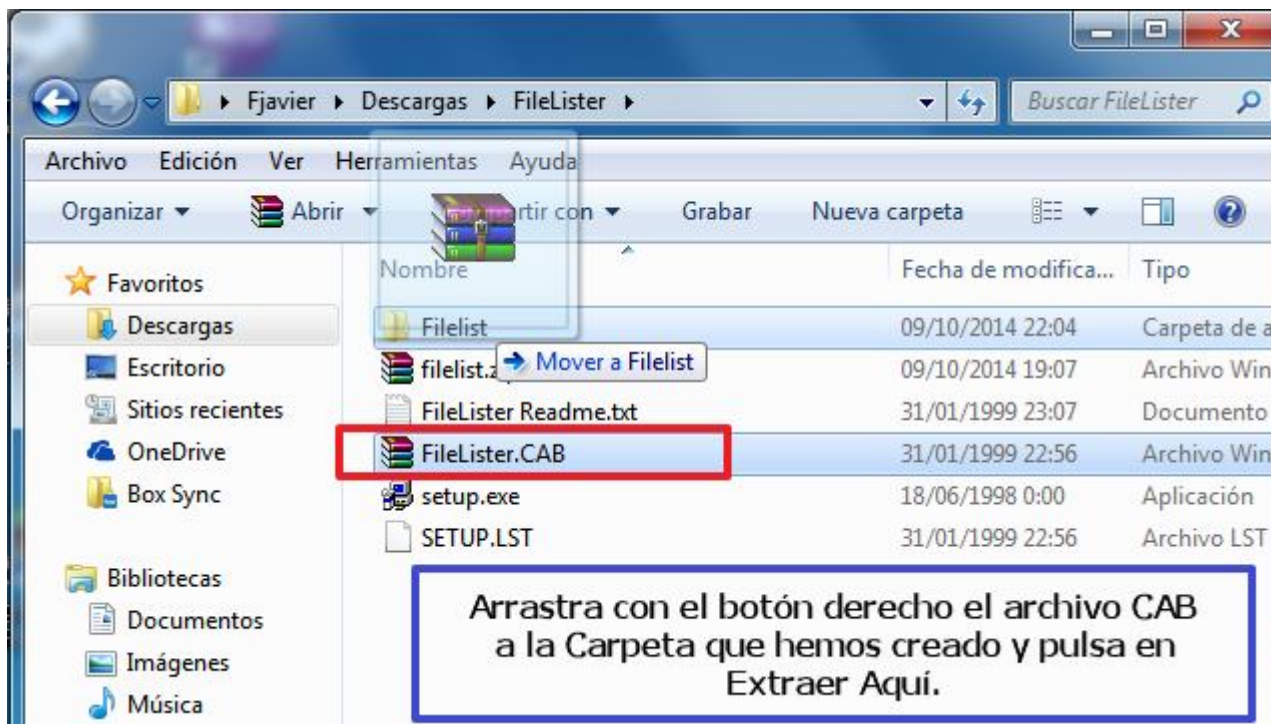 Fjavier Descargas FileLister Buscar FileLister
Archivo Edición Ver Herramientas Ayuda
Organizar Abrir Compartir con Grabar Nueva carpeta
Nombre Fecha de modifica... Tipo
Favoritos
Descargas
Escritorio
Sitios recientes
OneDrive
Box Sync
Bibliotecas
Documentos
Imágenes
Música
Filelist 09/10/2014 22:04 Carpeta de a
Mover a Filelist
filelist.z 09/10/2014 19:07 Archivo Win
FileLister Readme.txt 31/01/1999 23:07 Documento
FileLister.CAB 31/01/1999 22:56 Archivo Win
setup.exe 18/06/1998 0:00 Aplicación
SETUP.LST 31/01/1999 22:56 Archivo LST
Arrastra con el botón derecho el archivo CAB
a la Carpeta que hemos creado y pulsa en
Extraer Aquí.